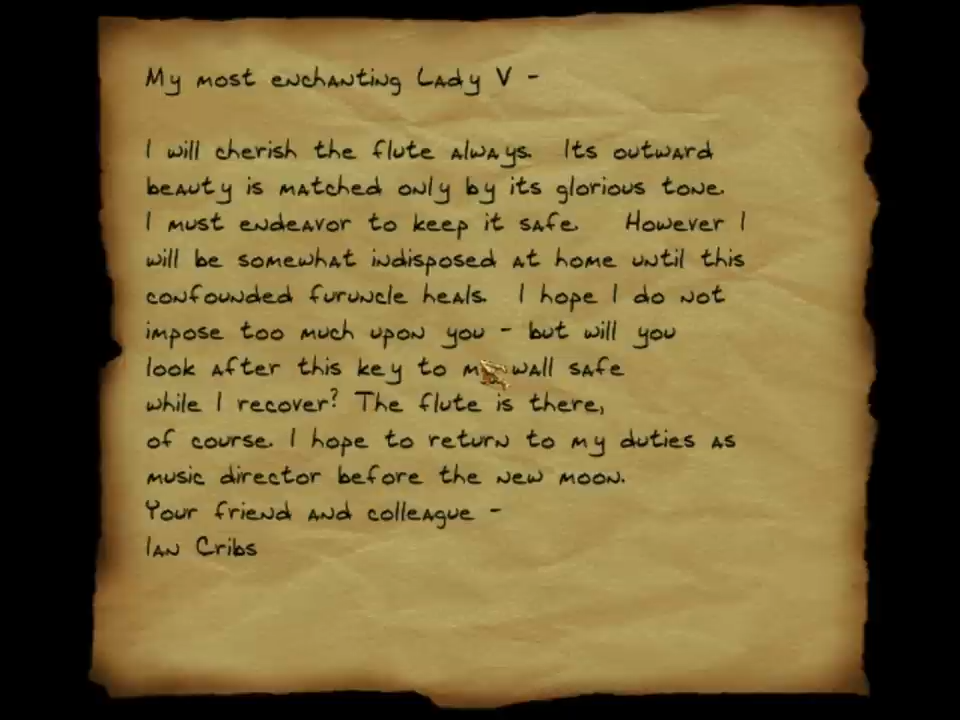 My most enchanting Lady V -
I will cherish the flute always. Its outward
beauty is matched only by its glorious tone.
I must endeavor to keep it safe. However I
will be somewhat indisposed at home until this
confounded furuncle heals. I hope I do not
impose too much upon you - but will you
look after this key to my wall safe
while I recover? The flute is there,
of course. I hope to return to my duties as
music director before the new moon.
Your friend and colleague -
Ian Cribs